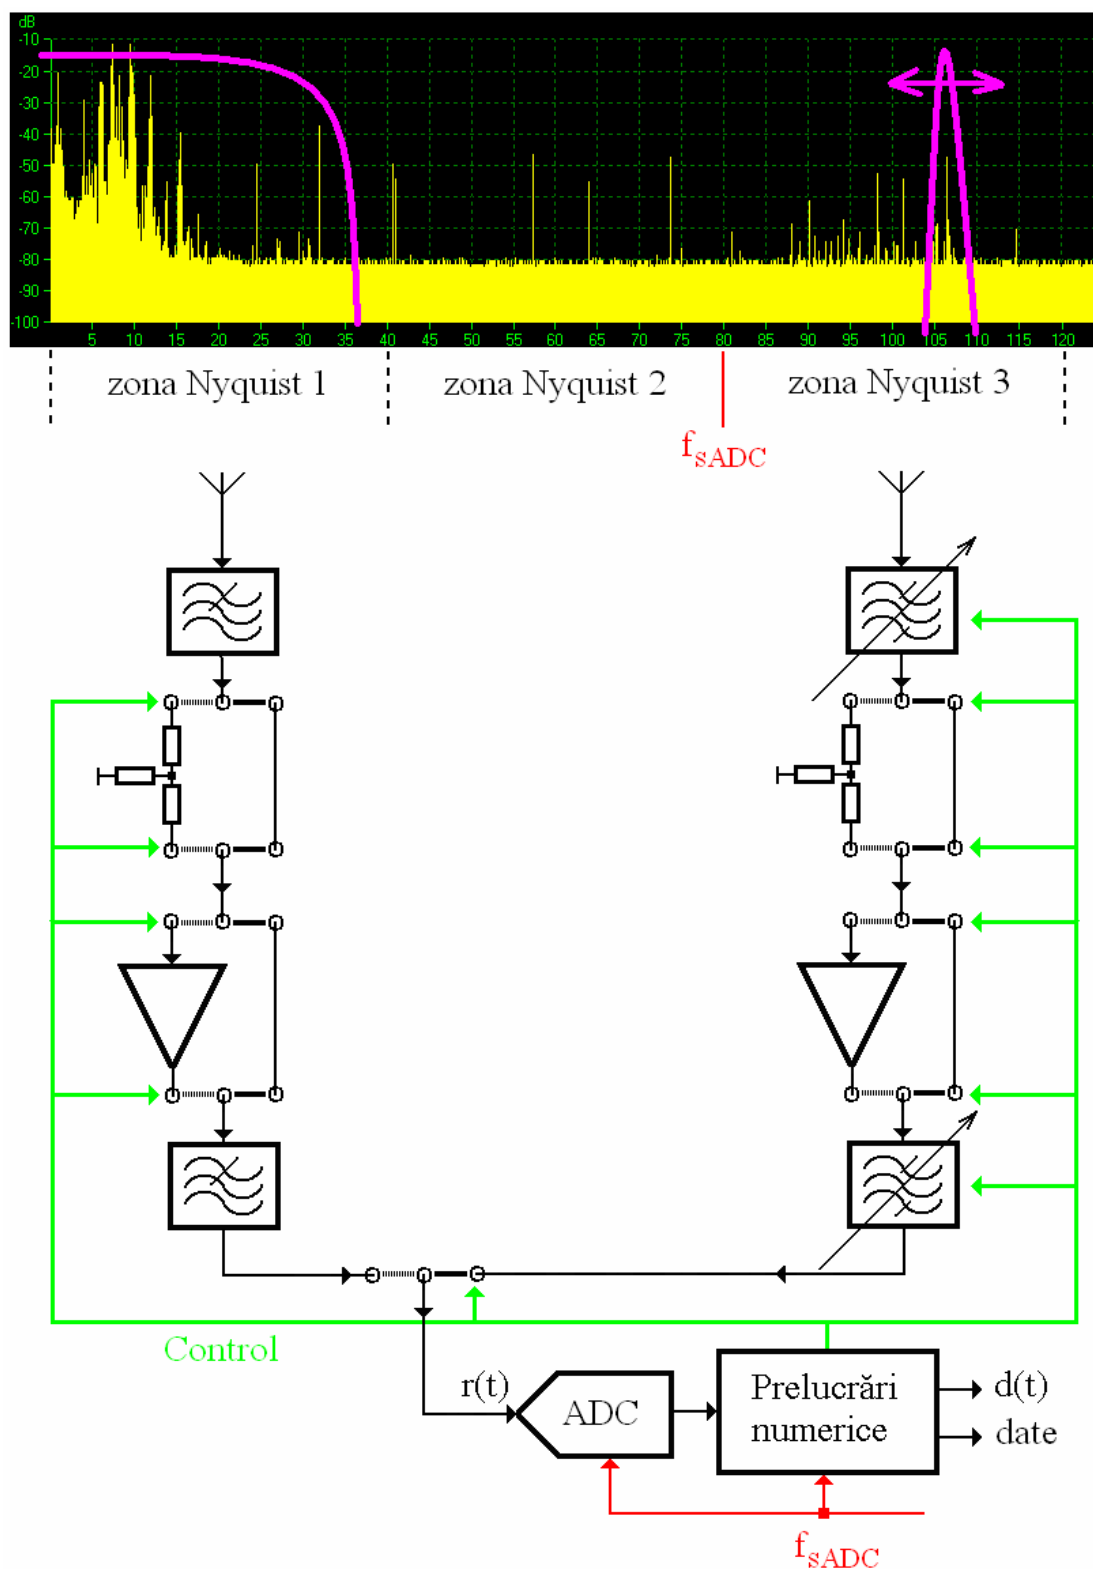 dB
-10
-20
-30
-40
-50
-60
-70
-80
-90
-100
5 10 15 20 25 30 35 40 45 50 55 60 65 70 75 80 85 90 95 100 105 110 115 120
zona Nyquist 1 zona Nyquist 2 zona Nyquist 3
fsADC
Control
r(t)
ADC
Prelucrări
numerice
d(t)
date
fsADC